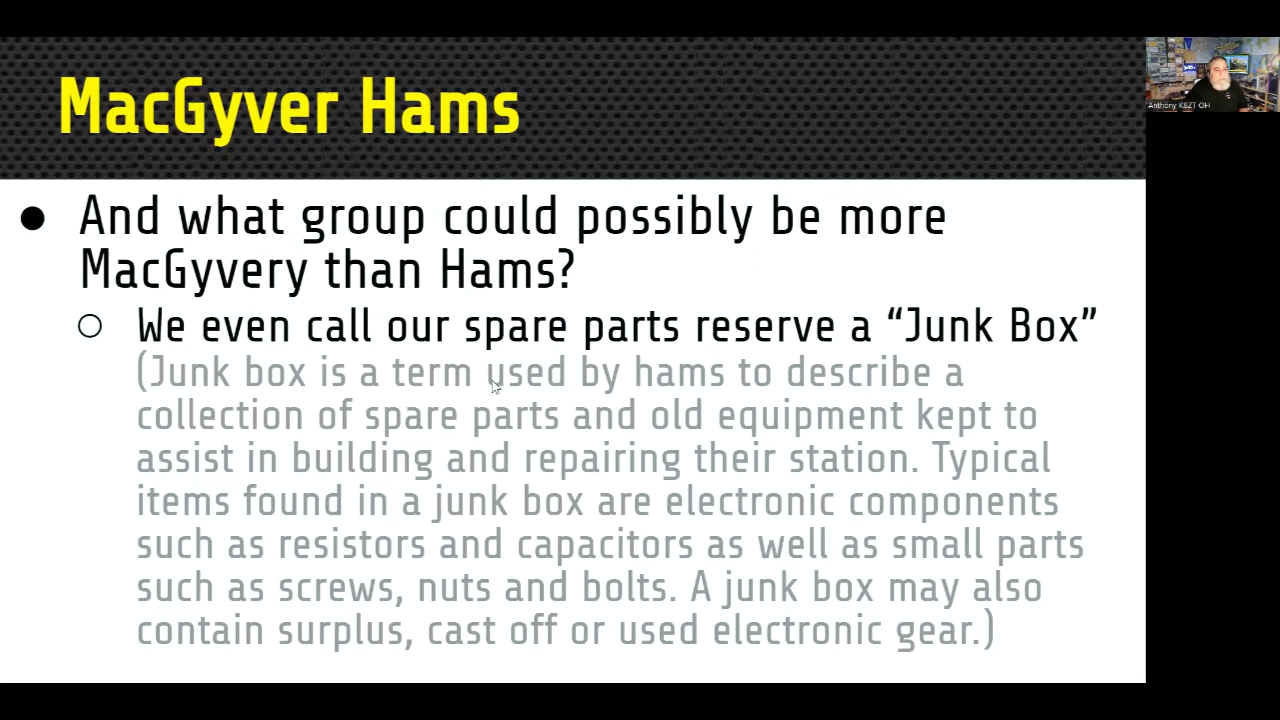 MacGyver Hams
Anthony K8ZT OH
● And what group could possibly be more
MacGyvery than Hams?
○ We even call our spare parts reserve a “Junk Box”
(Junk box is a term used by hams to describe a
collection of spare parts and old equipment kept to
assist in building and repairing their station. Typical
items found in a junk box are electronic components
such as resistors and capacitors as well as small parts
such as screws, nuts and bolts. A junk box may also
contain surplus, cast off or used electronic gear.)